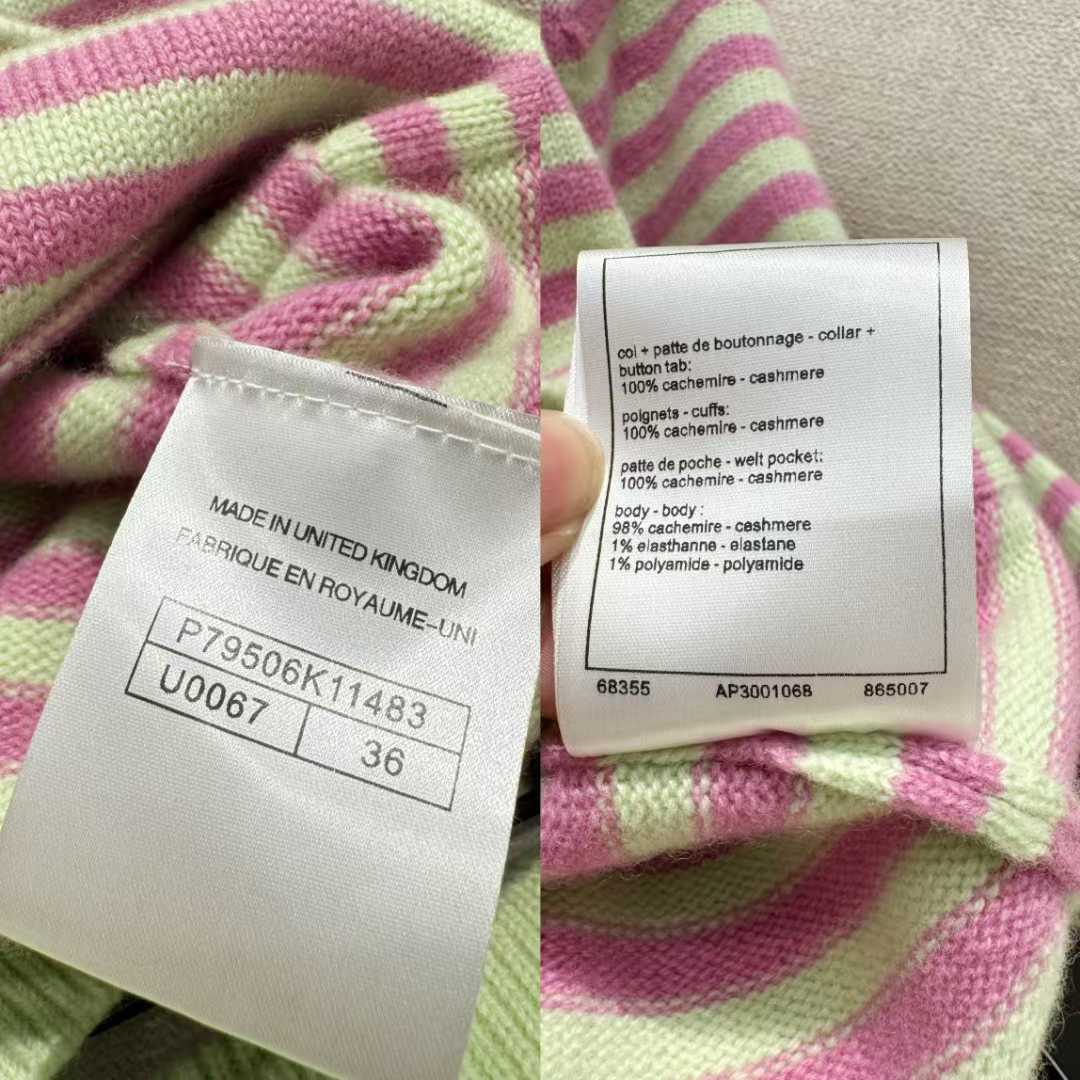 MADE IN UNITED KINGDOM
FABRIQUE EN ROYAUME-UNI
P79506K11483
U0067
36
col + patte de boutonnage - collar +
button tab:
100% cachemire - cashmere
poignets - cuffs:
100% cachemire - cashmere
patte de poche - welt pocket:
100% cachemire - cashmere
body - body :
98% cachemire - cashmere
1% elasthanne - elastane
1% polyamide - polyamide
68355 AP3001068 865007